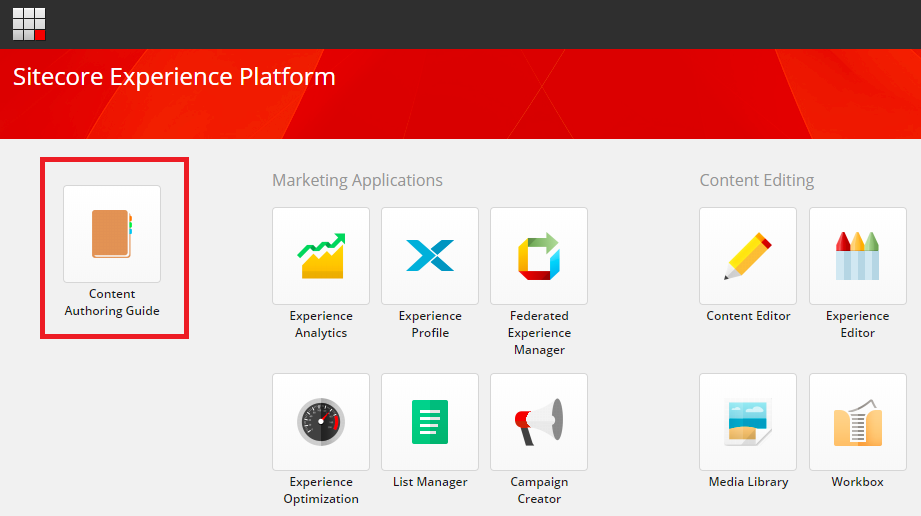 Sitecore Experience Platform
Content
Authoring Guide
Marketing Applications
Experience
Analytics
Experience
Profile
Federated
Experience
Manager
Experience
Optimization
List Manager
Campaign
Creator
Content Editing
Content Editor
Experience
Editor
Media Library
Workbox